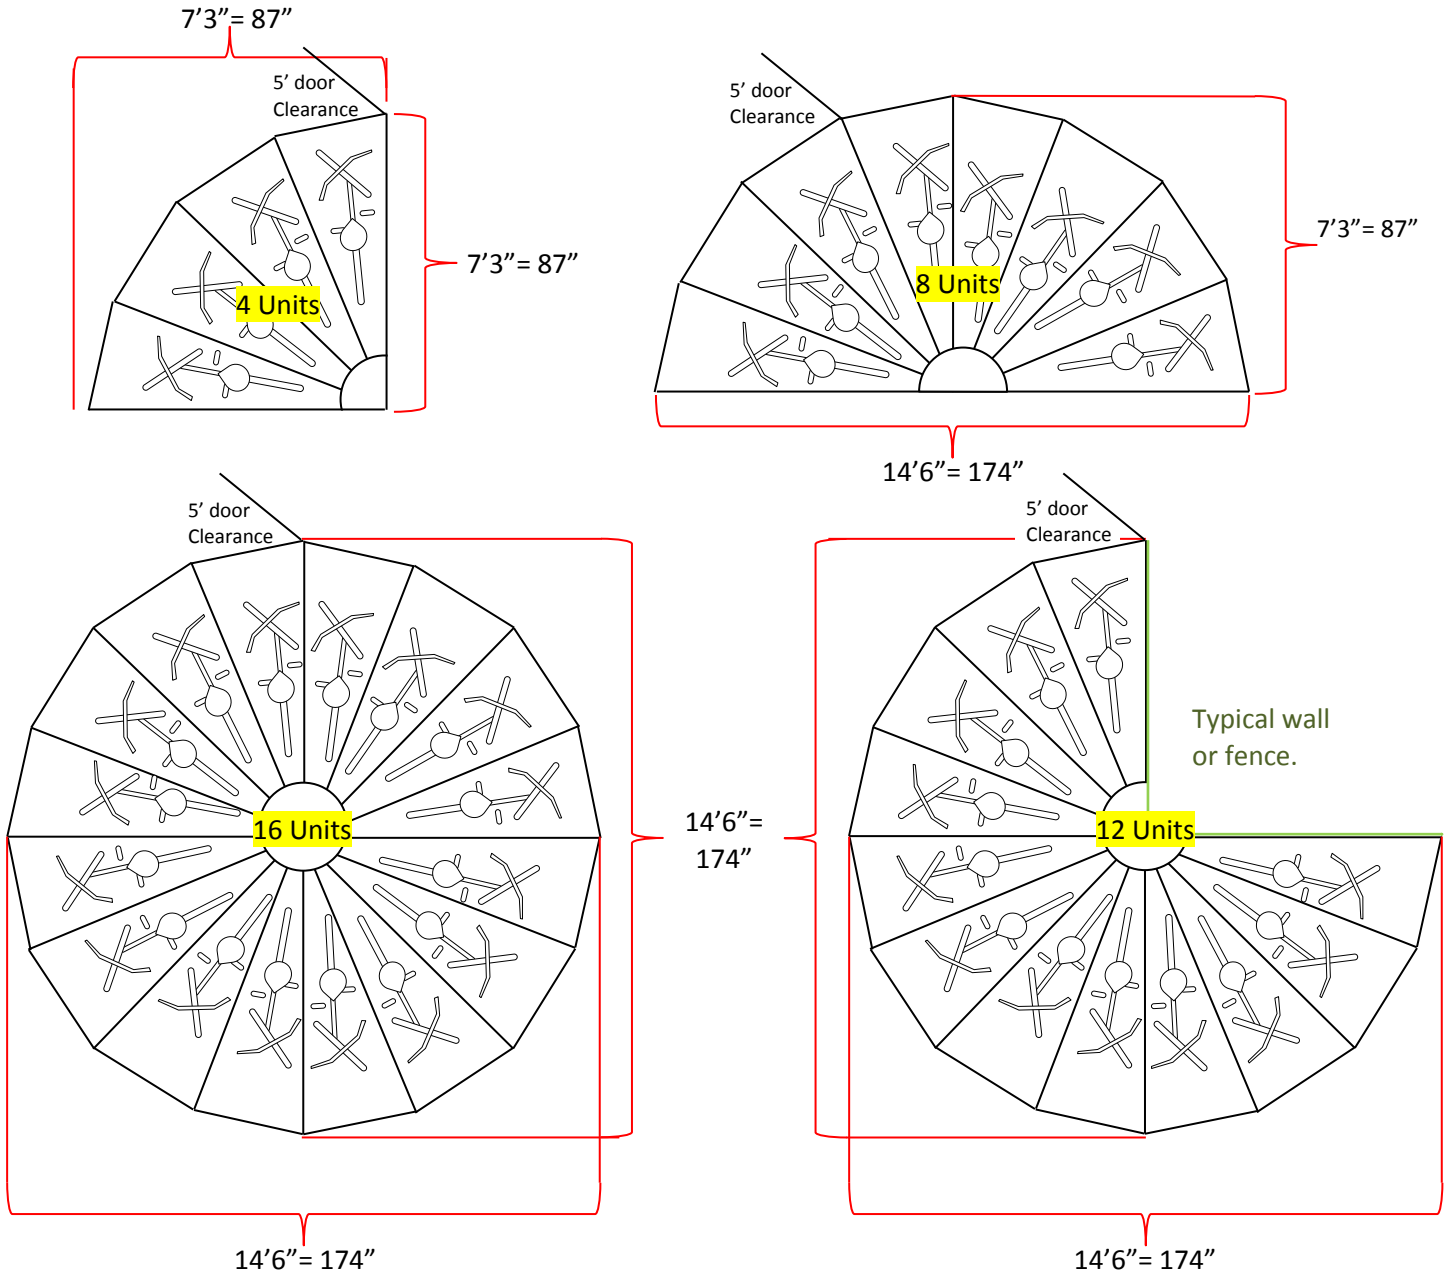 7’3”= 87”
5’ door
Clearance
7’3”= 87”
4 Units
5’ door
Clearance
7’3”= 87”
8 Units
14’6”= 174”
5’ door
Clearance
16 Units
14’6”=
174”
14’6”= 174”
5’ door
Clearance
Typical wall
or fence.
12 Units
14’6”= 174”